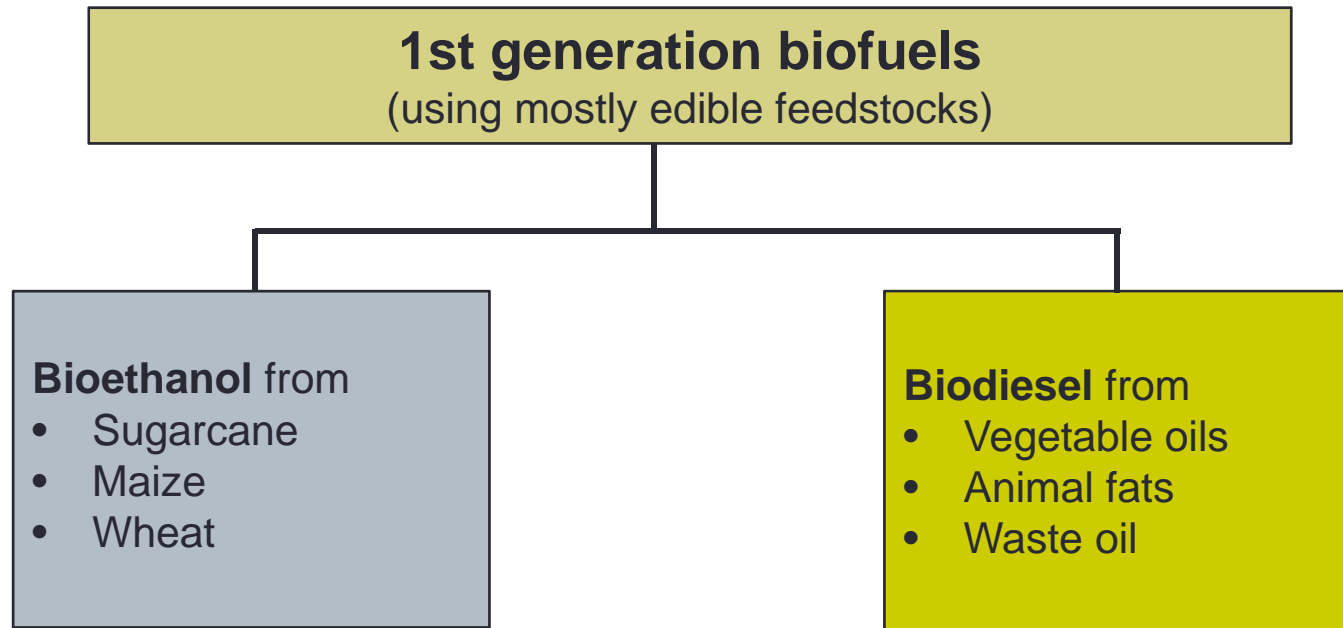 1st generation biofuels
(using mostly edible feedstocks)
Bioethanol from
• Sugarcane
• Maize
• Wheat
Biodiesel from
• Vegetable oils
• Animal fats
• Waste oil